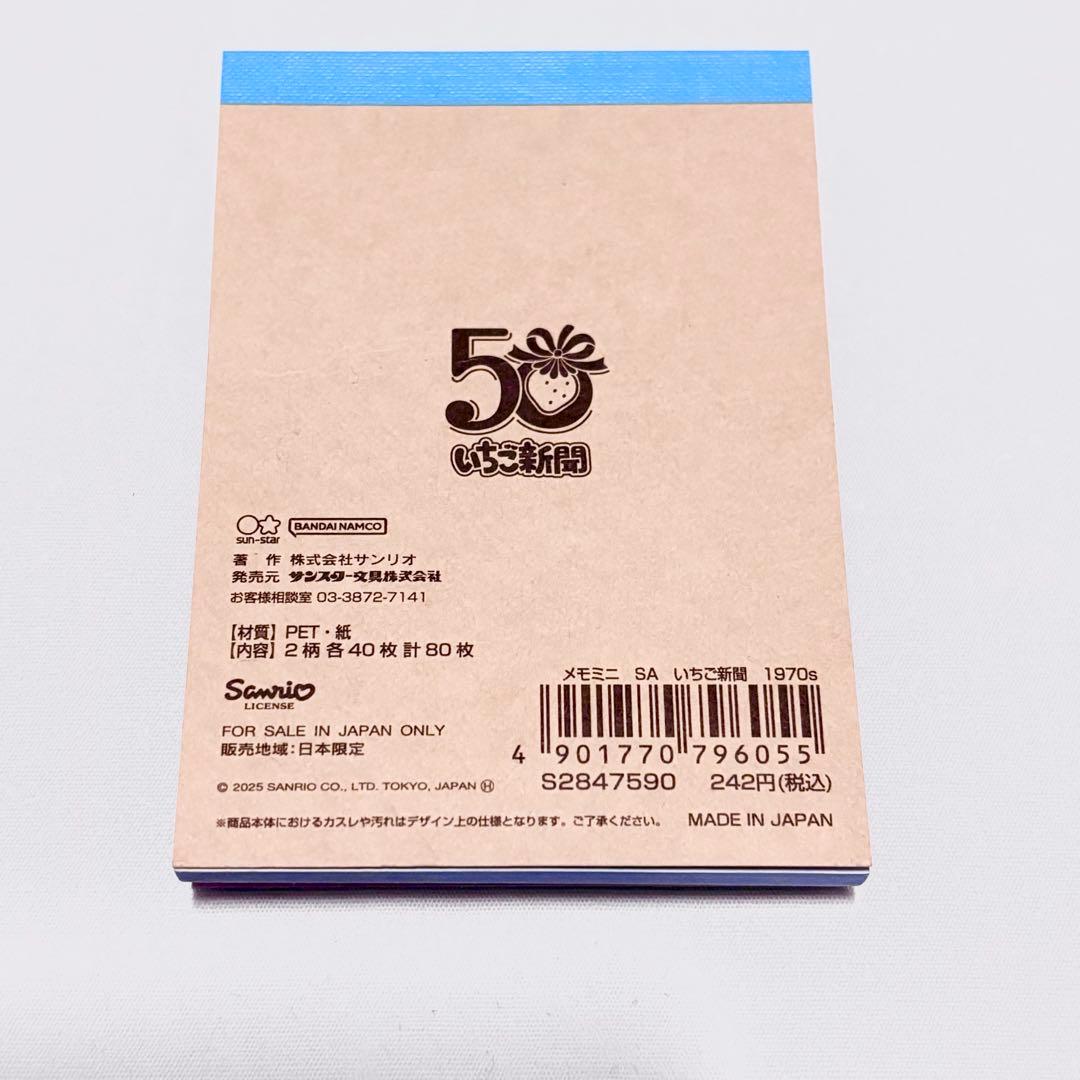 50
いちご新聞
sun-star BANDAI NAMCO
著 作 株式会社サンリオ
発売元 サンスター文具株式会社
お客様相談室 03-3872-7141
【材質】PET・紙
【内容】2柄 各40枚 計80枚
Sanrio
LICENSE
FOR SALE IN JAPAN ONLY
販売地域:日本限定
© 2025 SANRIO CO., LTD. TOKYO, JAPAN Ⓗ
メモミニ SA いちご新聞 1970s
4 901770 796055
S2847590 242円(税込)
※商品本体におけるカスレや汚れはデザイン上の仕様となります。ご了承ください。 MADE IN JAPAN